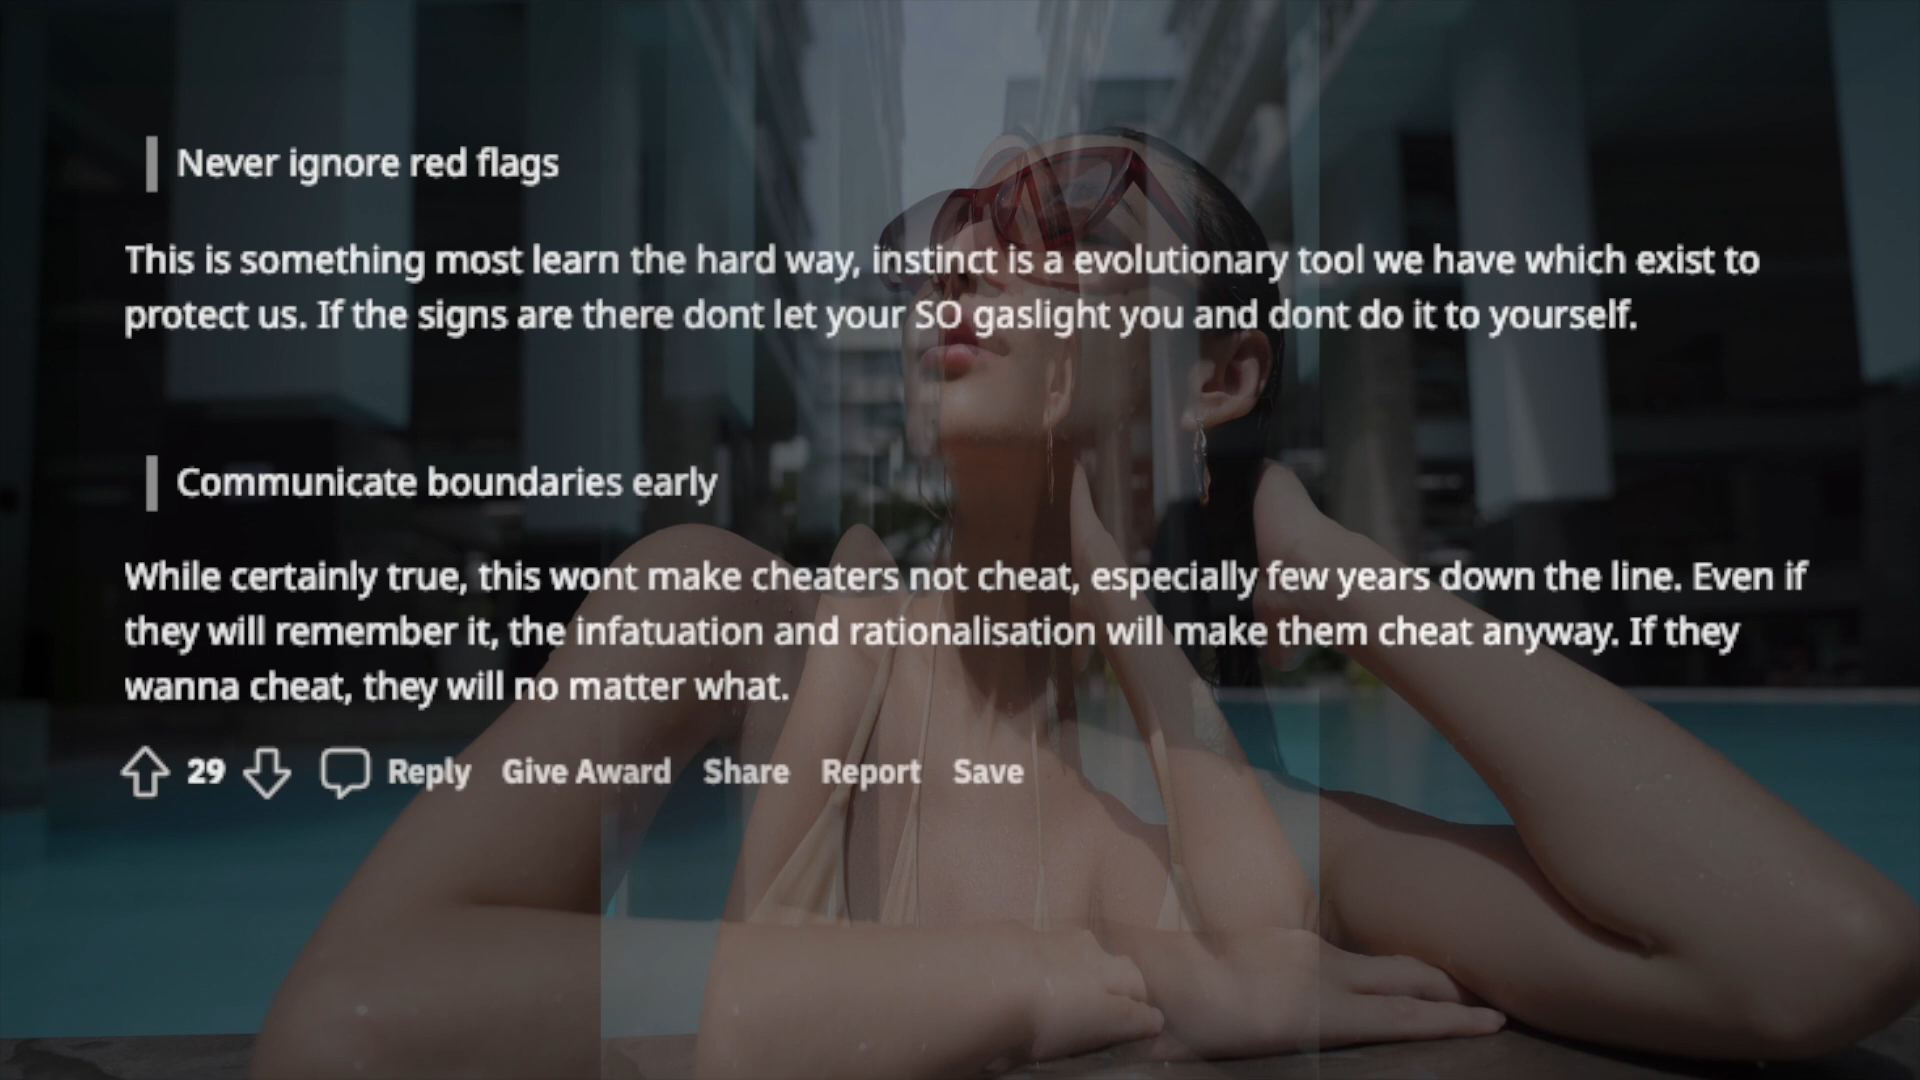 Never ignore red flags
This is something most learn the hard way, instinct is a evolutionary tool we have which exist to
protect us. If the signs are there dont let your SO gaslight you and dont do it to yourself.
Communicate boundaries early
While certainly true, this wont make cheaters not cheat, especially few years down the line. Even if
they will remember it, the infatuation and rationalisation will make them cheat anyway. If they
wanna cheat, they will no matter what.
29 Reply Give Award Share Report Save